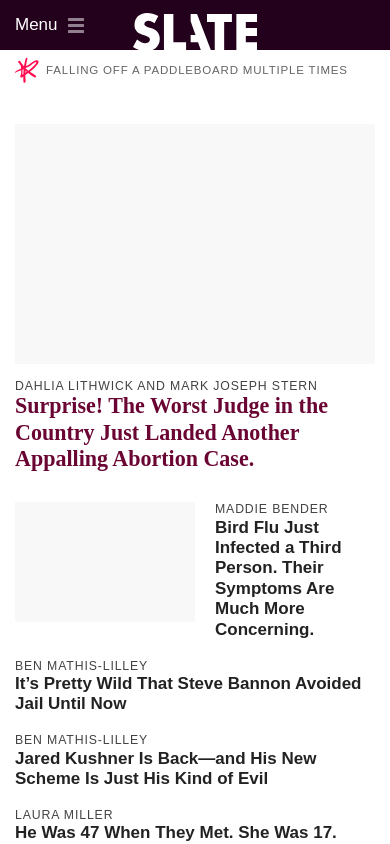 Menu
SLATE
FALLING OFF A PADDLEBOARD MULTIPLE TIMES
DAHLIA LITHWICK AND MARK JOSEPH STERN
Surprise! The Worst Judge in the
Country Just Landed Another
Appalling Abortion Case.
MADDIE BENDER
Bird Flu Just
Infected a Third
Person. Their
Symptoms Are
Much More
Concerning.
BEN MATHIS-LILLEY
It’s Pretty Wild That Steve Bannon Avoided
Jail Until Now
BEN MATHIS-LILLEY
Jared Kushner Is Back—and His New
Scheme Is Just His Kind of Evil
LAURA MILLER
He Was 47 When They Met. She Was 17.